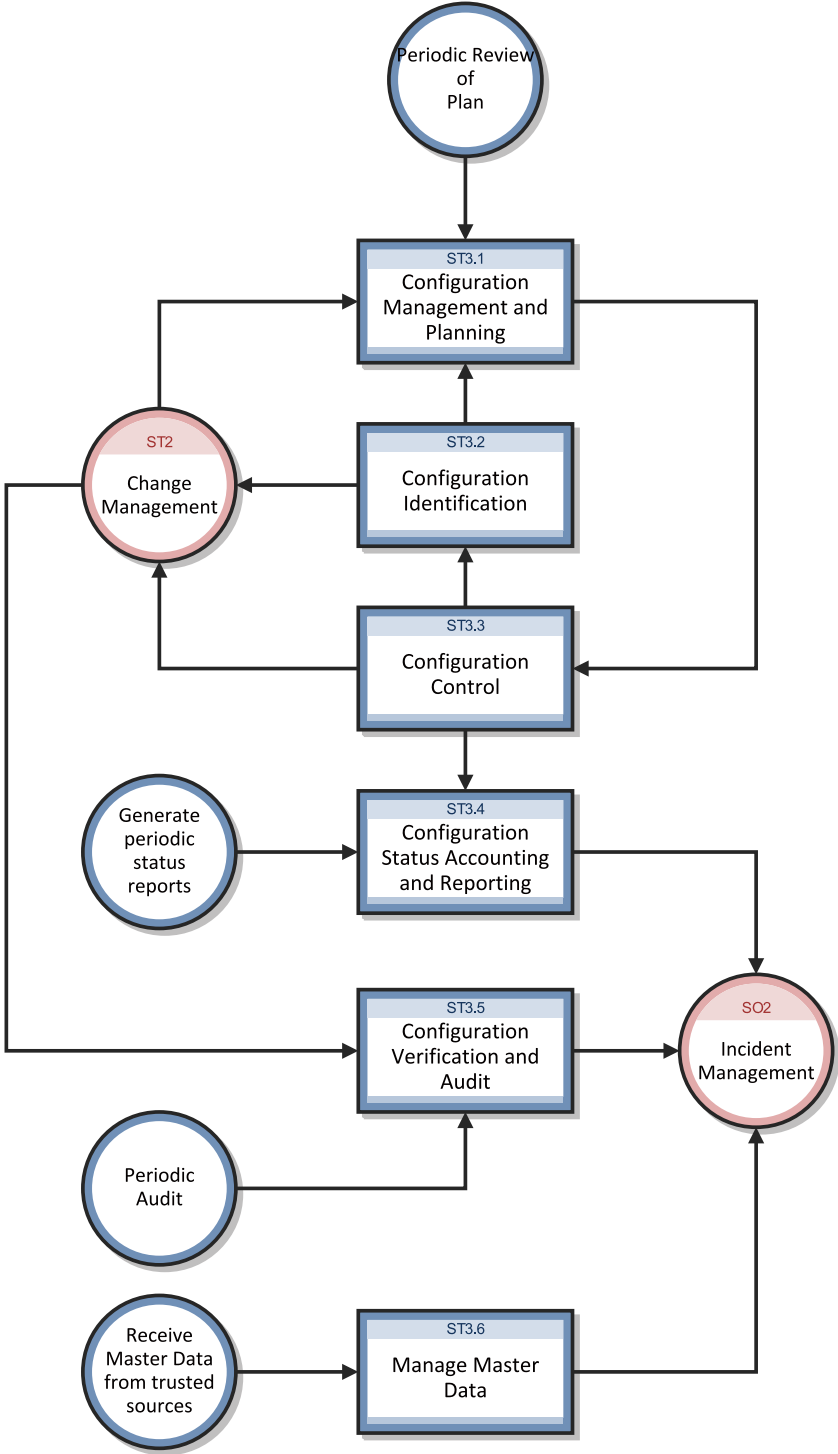 Periodic Review
of
Plan
ST3.1
Configuration
Management and
Planning
ST2
Change
Management
ST3.2
Configuration
Identification
ST3.3
Configuration
Control
Generate
periodic
status
reports
ST3.4
Configuration
Status Accounting
and Reporting
ST3.5
Configuration
Verification and
Audit
SO2
Incident
Management
Periodic
Audit
Receive
Master Data
from trusted
sources
ST3.6
Manage Master
Data